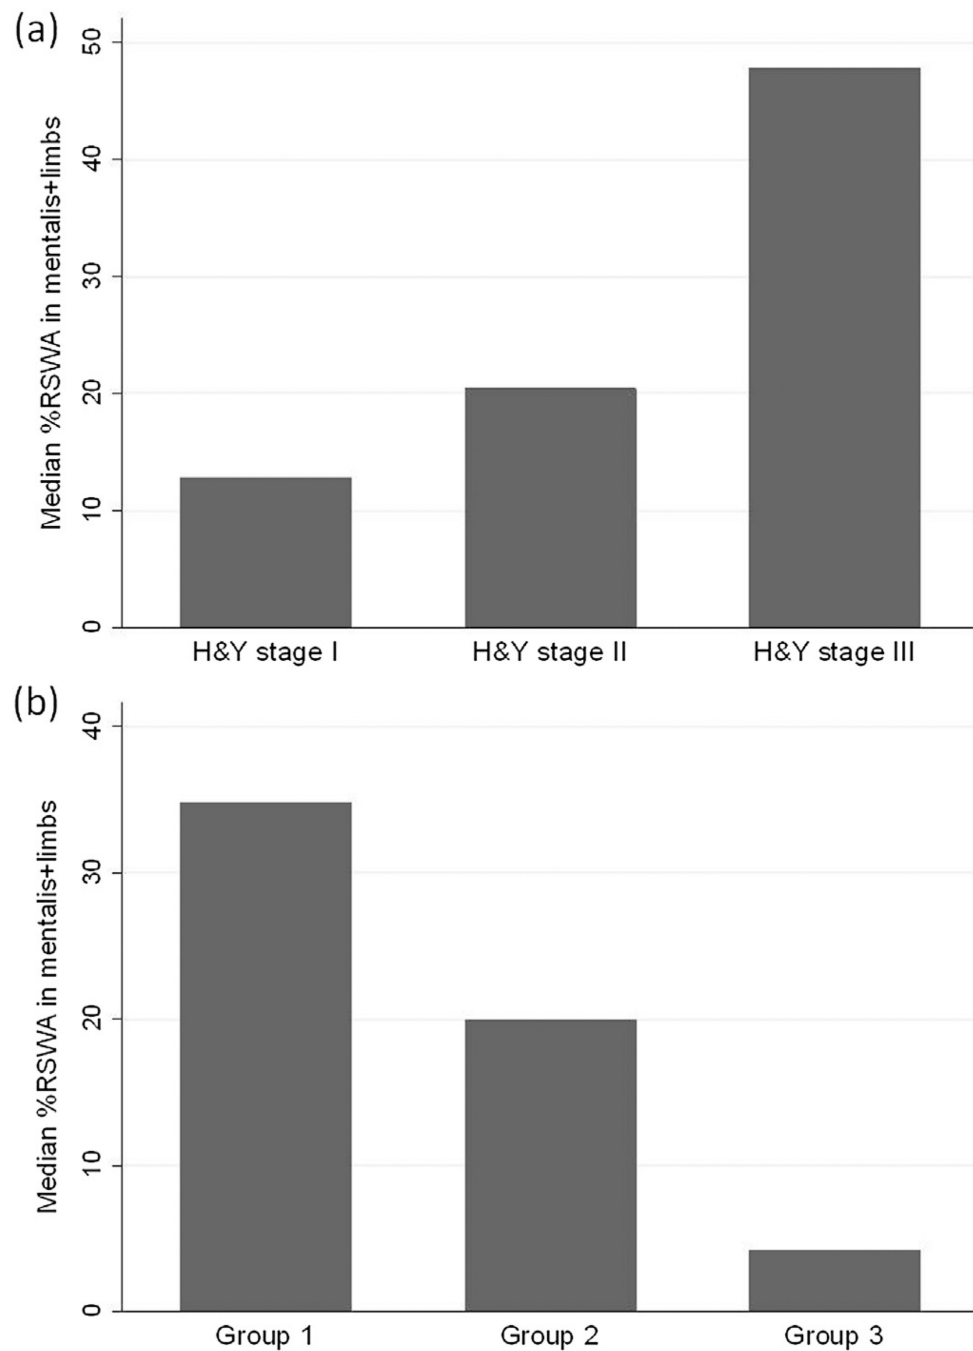 (a)
Median %RSWA in mentalis+limbs
50
40
30
20
10
0
H&Y stage I
H&Y stage II
H&Y stage III
(b)
Median %RSWA in mentalis+limbs
40
30
20
10
0
Group 1
Group 2
Group 3